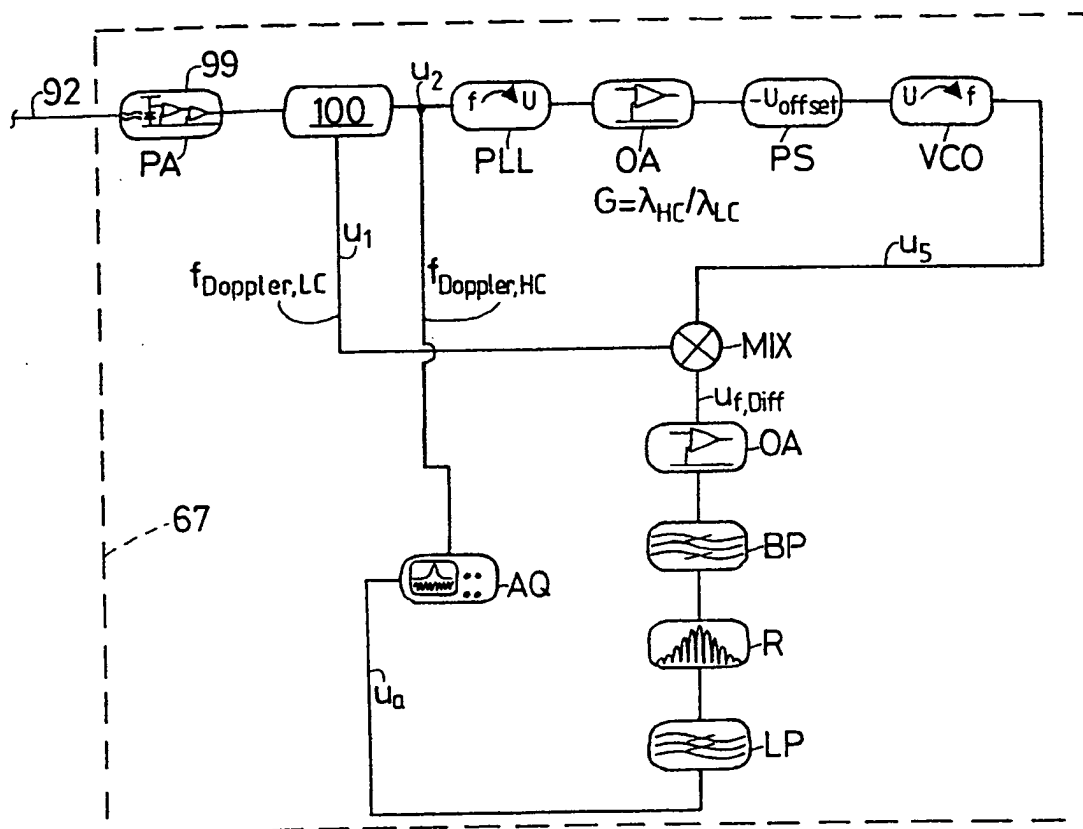 92
99
PA
100
u2
f U
PLL
OA
G=λHC/λLC
-Uoffset
PS
U f
VCO
u1
fDoppler,LC
fDoppler,HC
u5
MIX
uf,Diff
OA
67
BP
AQ
R
ua
LP